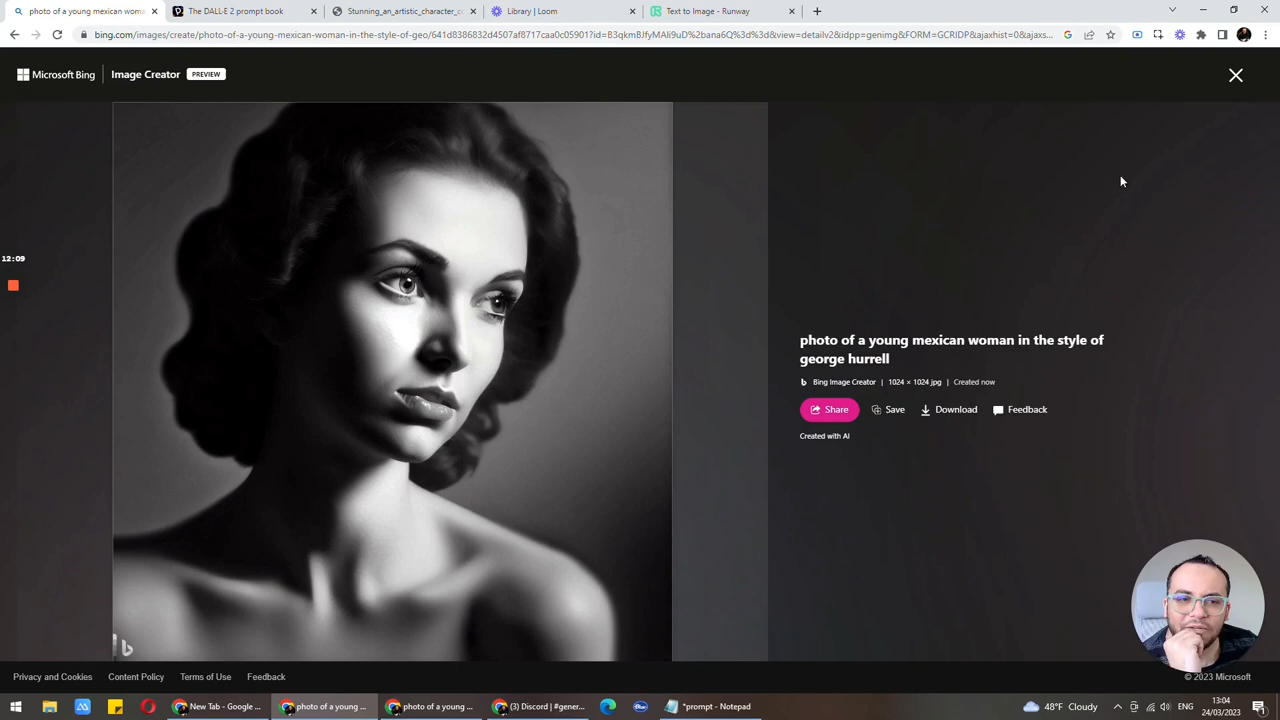 photo of a young mexican woma
The DALL·E 2 prompt book
Stunning_an_artistic_character_co
Library | Loom
Text to Image - Runway
bing.com/images/create/photo-of-a-young-mexican-woman-in-the-style-of-geo/641d8386832d4507af8717caa0c05901?id=B3qkmBJfyMAli9uD%2bana6Q%3d%3d&view=detailv2&idpp=genimg&FORM=GCRIDP&ajaxhist=0&ajaxs...
Microsoft Bing
Image Creator
PREVIEW
12:09
photo of a young mexican woman in the style of
george hurrell
Bing Image Creator | 1024 × 1024 jpg | Created now
Share
Save
Download
Feedback
Created with AI
Privacy and Cookies
Content Policy
Terms of Use
Feedback
© 2023 Microsoft
New Tab - Google ...
photo of a young ...
photo of a young ...
(3) Discord | #gener...
*prompt - Notepad
48°F Cloudy
ENG
13:04
24/03/2023